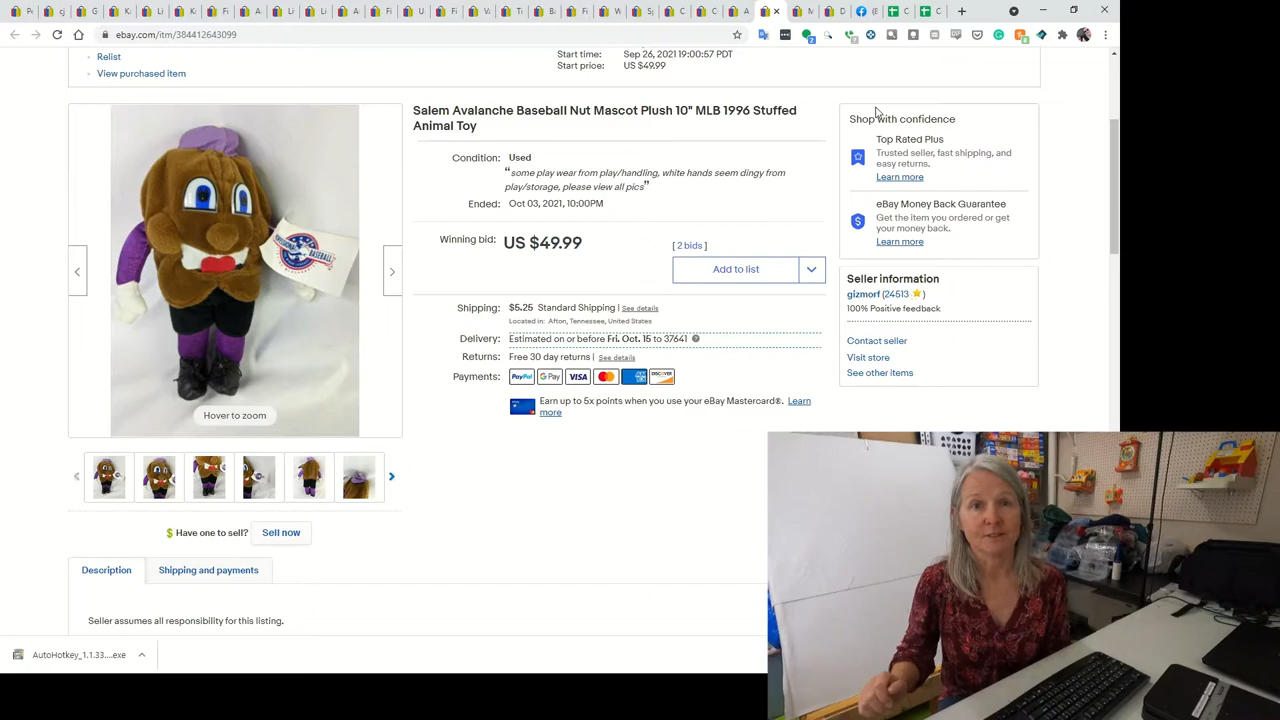 ebay.com/itm/384412643099
Relist
View purchased item
Start time: Sep 26, 2021 19:00:57 PDT
Start price: US $49.99
Salem Avalanche Baseball Nut Mascot Plush 10" MLB 1996 Stuffed
Animal Toy
Condition: Used
“some play wear from play/handling, white hands seem dingy from
play/storage, please view all pics”
Ended: Oct 03, 2021, 10:00PM
Winning bid: US $49.99 [ 2 bids ]
Add to list
Shipping: $5.25 Standard Shipping | See details
Located in: Afton, Tennessee, United States
Delivery: Estimated on or before Fri. Oct. 15 to 37641
Returns: Free 30 day returns | See details
Payments: PayPal G Pay VISA DISCOVER
Earn up to 5x points when you use your eBay Mastercard®. Learn
more
Shop with confidence
Top Rated Plus
Trusted seller, fast shipping, and
easy returns.
Learn more
eBay Money Back Guarantee
Get the item you ordered or get
your money back.
Learn more
Seller information
gizmorf (24513 )
100% Positive feedback
Contact seller
Visit store
See other items
BASEBALL
Hover to zoom
$ Have one to sell? Sell now
Description
Shipping and payments
Seller assumes all responsibility for this listing.
AutoHotkey_1.1.33....exe